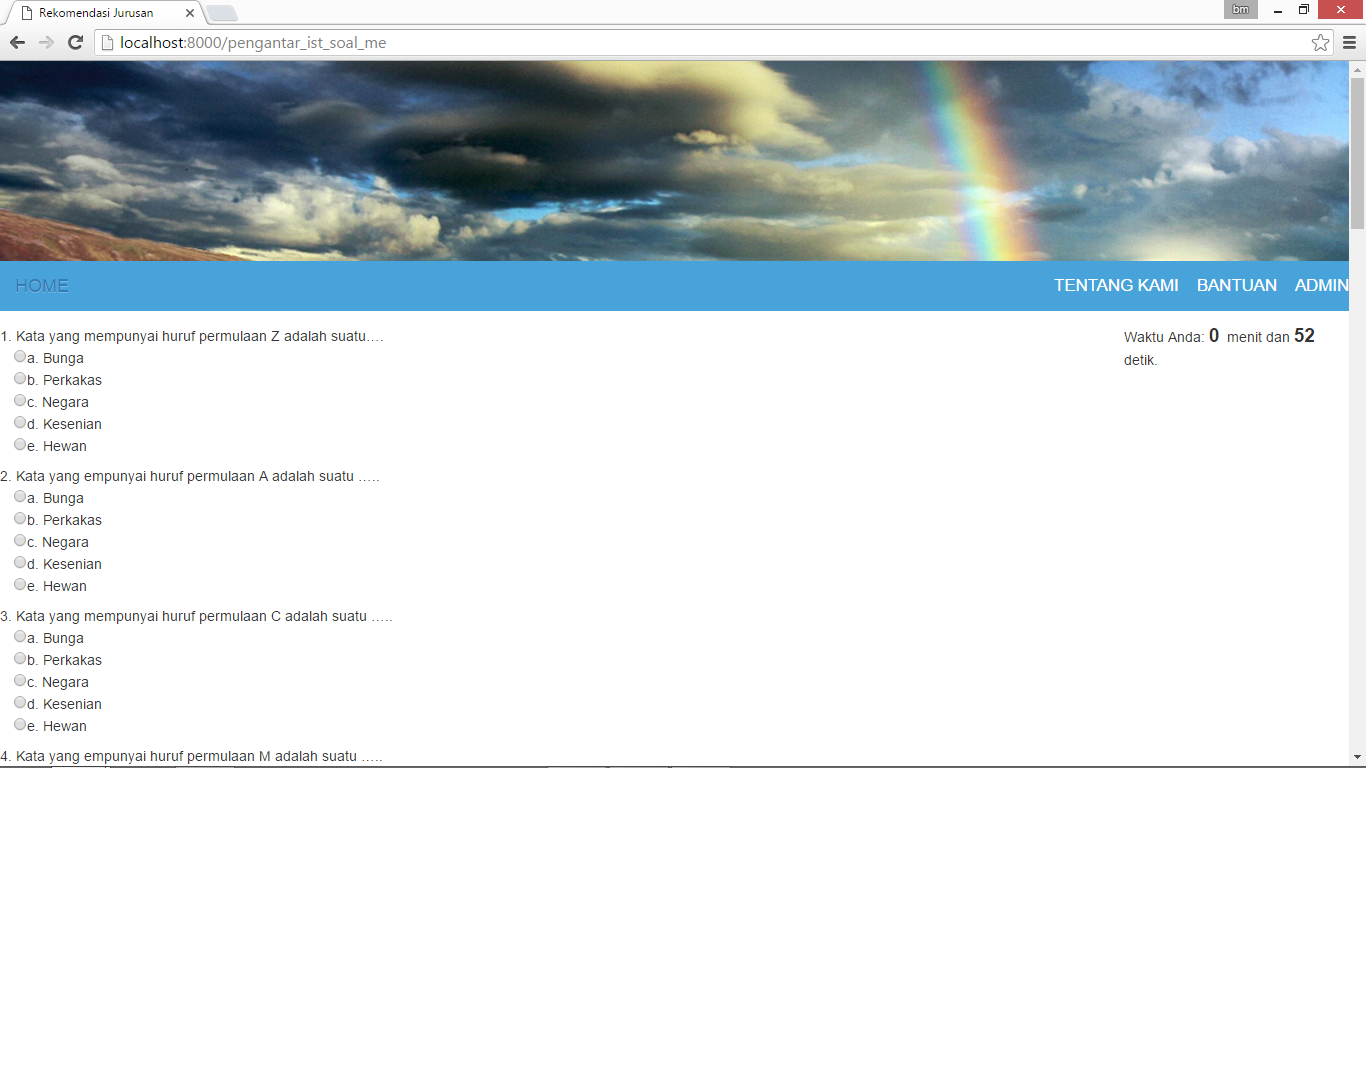 Rekomendasi Jurusan
bm
localhost:8000/pengantar_ist_soal_me
HOME
TENTANG KAMI BANTUAN ADMIN
1. Kata yang mempunyai huruf permulaan Z adalah suatu....
a. Bunga
b. Perkakas
c. Negara
d. Kesenian
e. Hewan
Waktu Anda: 0 menit dan 52
detik.
2. Kata yang empunyai huruf permulaan A adalah suatu .....
a. Bunga
b. Perkakas
c. Negara
d. Kesenian
e. Hewan
3. Kata yang mempunyai huruf permulaan C adalah suatu .....
a. Bunga
b. Perkakas
c. Negara
d. Kesenian
e. Hewan
4. Kata yang empunyai huruf permulaan M adalah suatu .....